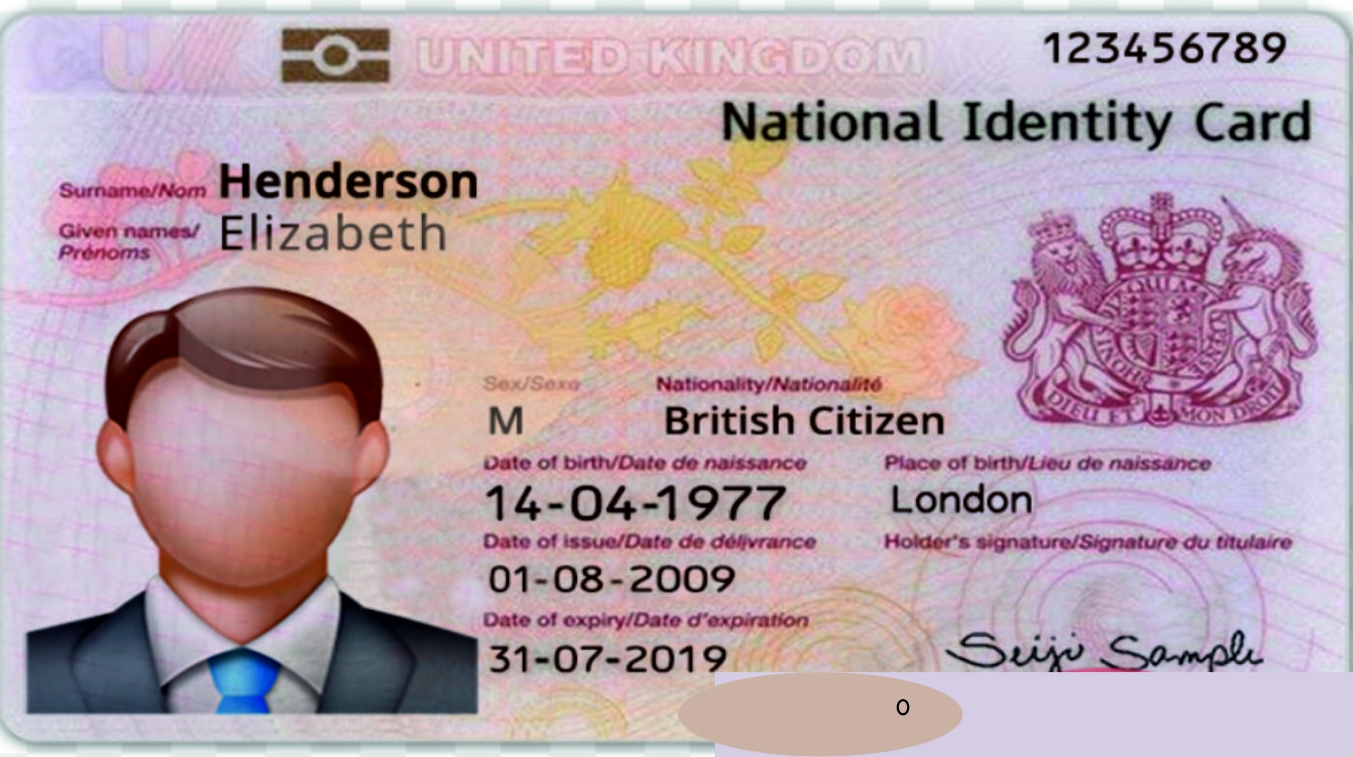 UNITED KINGDOM
123456789
National Identity Card
Surname/Nom Henderson
Given names/ Elizabeth
Prénoms
Sex/Sexe Nationality/Nationalité
M British Citizen
Date of birth/Date de naissance Place of birth/Lieu de naissance
14-04-1977 London
Date of issue/Date de délivrance Holder's signature/Signature du titulaire
01-08-2009
Date of expiry/Date d'expiration
31-07-2019 Seiji Sample
DIEU ET MON DROIT
O